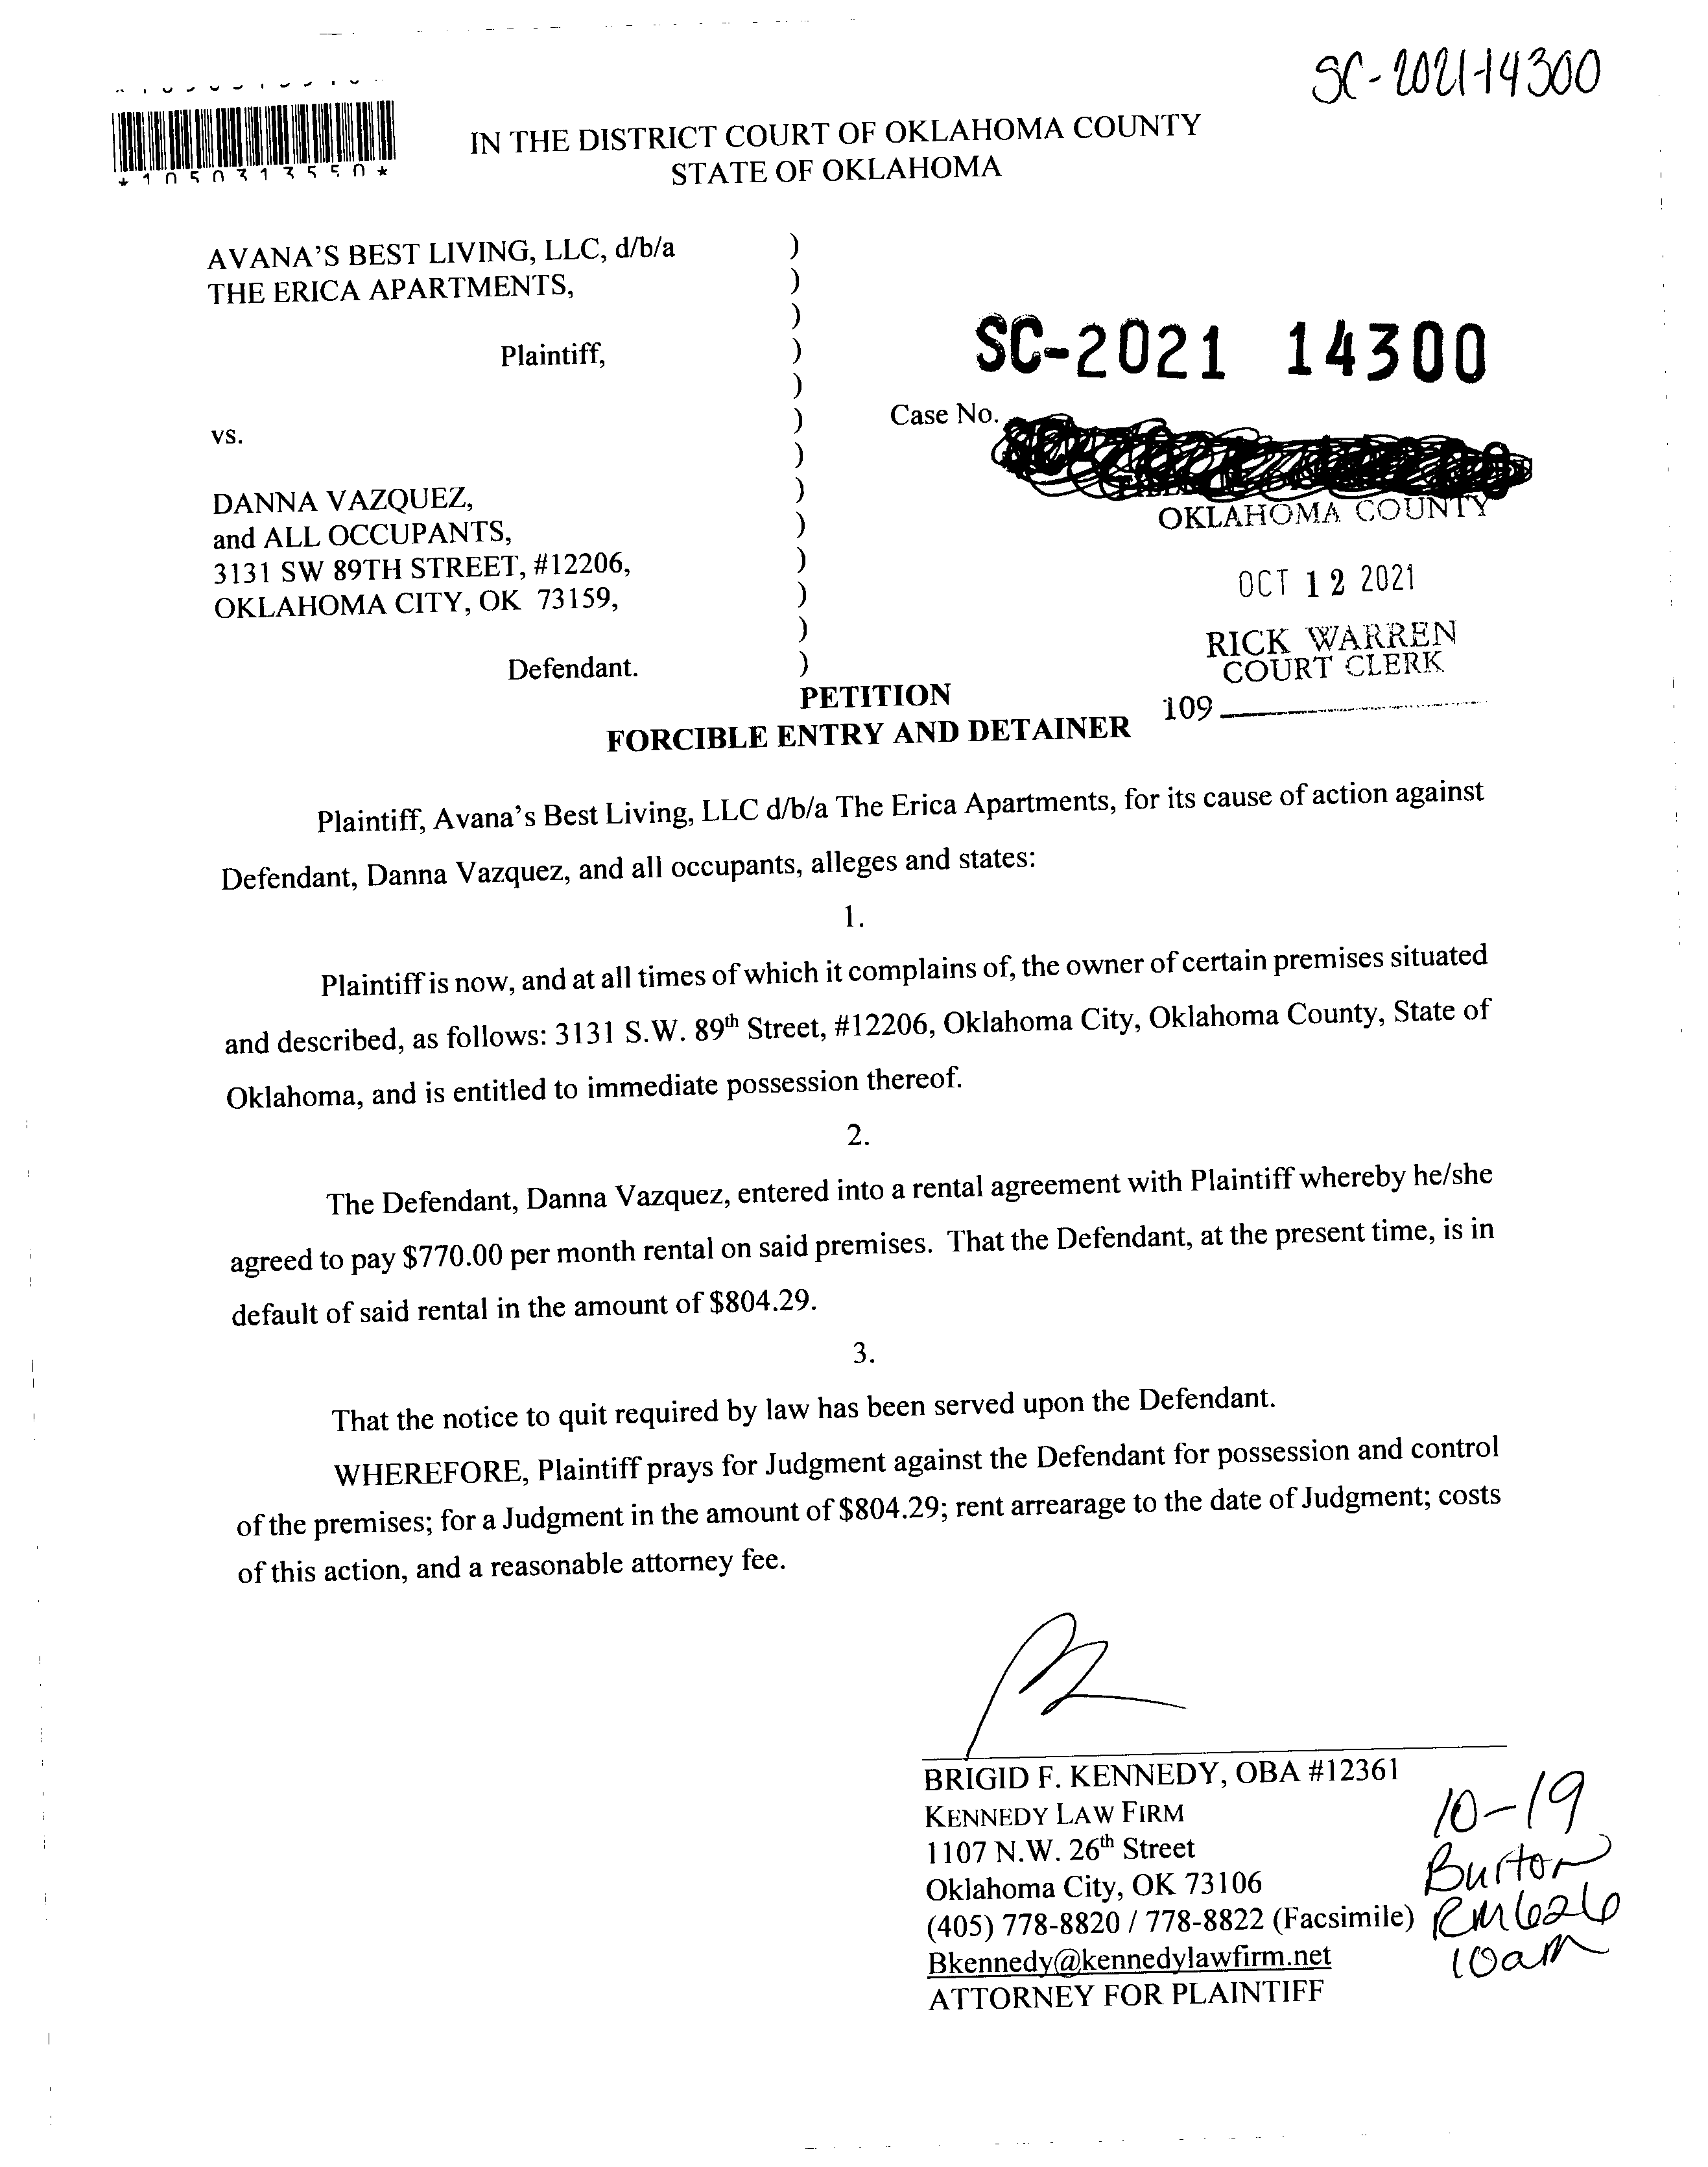 SC-2021-14300
*1050313550*
IN THE DISTRICT COURT OF OKLAHOMA COUNTY
STATE OF OKLAHOMA
AVANA'S BEST LIVING, LLC, d/b/a )
THE ERICA APARTMENTS, )
)
Plaintiff, )
)
vs. )
)
DANNA VAZQUEZ, )
and ALL OCCUPANTS, )
3131 SW 89TH STREET, #12206, )
OKLAHOMA CITY, OK 73159, )
)
Defendant. )
SC-2021 14300
Case No.
OKLAHOMA COUNTY
OCT 12 2021
RICK WARREN
COURT CLERK
109
PETITION
FORCIBLE ENTRY AND DETAINER
Plaintiff, Avana's Best Living, LLC d/b/a The Erica Apartments, for its cause of action against
Defendant, Danna Vazquez, and all occupants, alleges and states:
1.
Plaintiff is now, and at all times of which it complains of, the owner of certain premises situated
and described, as follows: 3131 S.W. 89th Street, #12206, Oklahoma City, Oklahoma County, State of
Oklahoma, and is entitled to immediate possession thereof.
2.
The Defendant, Danna Vazquez, entered into a rental agreement with Plaintiff whereby he/she
agreed to pay $770.00 per month rental on said premises. That the Defendant, at the present time, is in
default of said rental in the amount of $804.29.
3.
That the notice to quit required by law has been served upon the Defendant.
WHEREFORE, Plaintiff prays for Judgment against the Defendant for possession and control
of the premises; for a Judgment in the amount of $804.29; rent arrearage to the date of Judgment; costs
of this action, and a reasonable attorney fee.
BRIGID F. KENNEDY, OBA #12361
KENNEDY LAW FIRM
1107 N.W. 26th Street
Oklahoma City, OK 73106
(405) 778-8820 / 778-8822 (Facsimile)
Bkennedy@kennedylawfirm.net
ATTORNEY FOR PLAINTIFF
10-19
Burton
RM626
10am